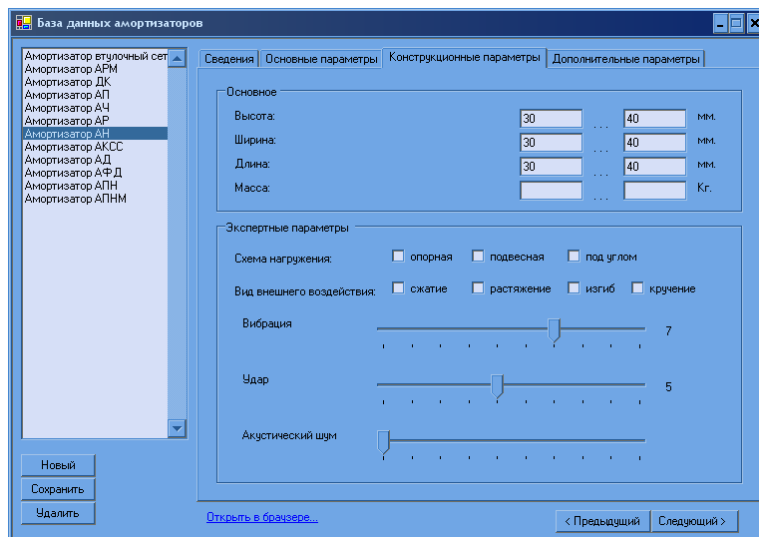 База данных амортизаторов
Амортизатор втулочный сет
Амортизатор АРМ
Амортизатор ДК
Амортизатор АП
Амортизатор АЧ
Амортизатор АР
Амортизатор АН
Амортизатор АКСС
Амортизатор АД
Амортизатор АФД
Амортизатор АПН
Амортизатор АПНМ
Новый
Сохранить
Удалить
Сведения Основные параметры Конструкционные параметры Дополнительные параметры
Основное
Высота: 30 ... 40 мм.
Ширина: 30 ... 40 мм.
Длина: 30 ... 40 мм.
Масса: ... Кг.
Экспертные параметры
Схема нагружения: опорная подвесная под углом
Вид внешнего воздействия: сжатие растяжение изгиб кручение
Вибрация 7
Удар 5
Акустический шум
Открыть в браузере...
< Предыдущий Следующий >